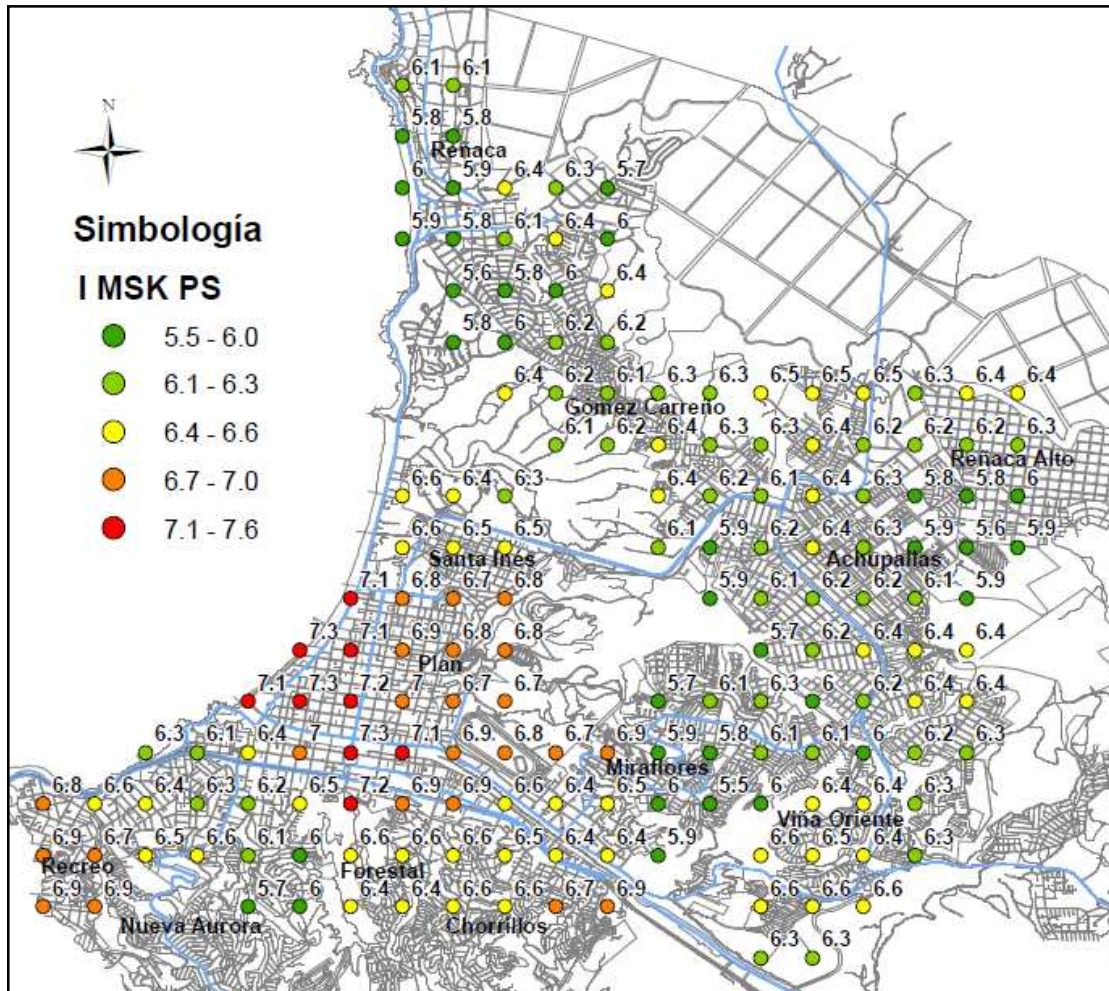 6.1 6.1
N
5.8 5.8
Reñaca
6 5.9 6.4 6.3 5.7
Simbología
5.9 5.8 6.1 6.4 6
I MSK PS
5.6 5.8 6 6.4
5.5 - 6.0
5.8 6 6.2 6.2
6.1 - 6.3
6.4 6.2 6.1 6.3 6.3 6.5 6.5 6.5 6.3 6.4 6.4
Gómez Carreño
6.4 - 6.6
6.1 6.2 6.4 6.3 6.3 6.4 6.2 6.2 6.2 6.3
Reñaca Alto
6.7 - 7.0
6.6 6.4 6.3 6.4 6.2 6.1 6.4 6.3 5.8 5.8 6
7.1 - 7.6
6.6 6.5 6.5 6.1 5.9 6.2 6.4 6.3 5.9 5.6 5.9
Santa Inés Achupallas
7.1 6.8 6.7 6.8 5.9 6.1 6.2 6.2 6.1 5.9
7.3 7.1 6.9 6.8 6.8 5.7 6.2 6.4 6.4 6.4
Plan
7.1 7.3 7.2 7 6.7 6.7 5.7 6.1 6.3 6 6.2 6.4 6.4
6.3 6.1 6.4 7 7.3 7.1 6.9 6.8 6.7 6.9 5.9 5.8 6.1 6.1 6 6.2 6.3
Miraflores
6.8 6.6 6.4 6.3 6.2 6.5 7.2 6.9 6.9 6.6 6.4 6.5 6 5.5 6 6.4 6.4 6.3
Viña Oriente
6.9 6.7 6.5 6.6 6.1 6 6.6 6.6 6.6 6.5 6.4 6.4 5.9 6.6 6.5 6.4 6.3
Recreo Forestal
6.9 6.9 5.7 6 6.4 6.4 6.6 6.6 6.7 6.9 6.6 6.6 6.6
Nueva Aurora Chorrillos
6.3 6.3